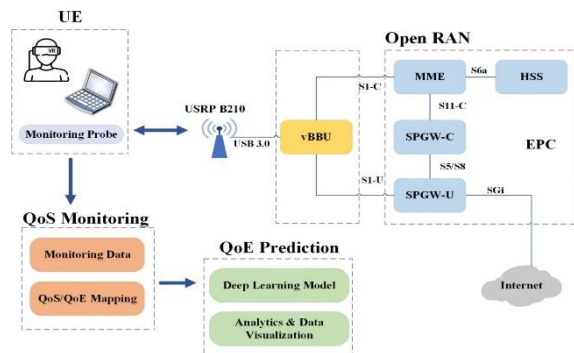 UE
VR
Monitoring Probe
USRP B210
USB 3.0
vBBU
Open RAN
S1-C
MME
S6a
HSS
S11-C
SPGW-C
EPC
S5/S8
S1-U
SPGW-U
SGi
Internet
QoS Monitoring
Monitoring Data
QoS/QoE Mapping
QoE Prediction
Deep Learning Model
Analytics & Data
Visualization